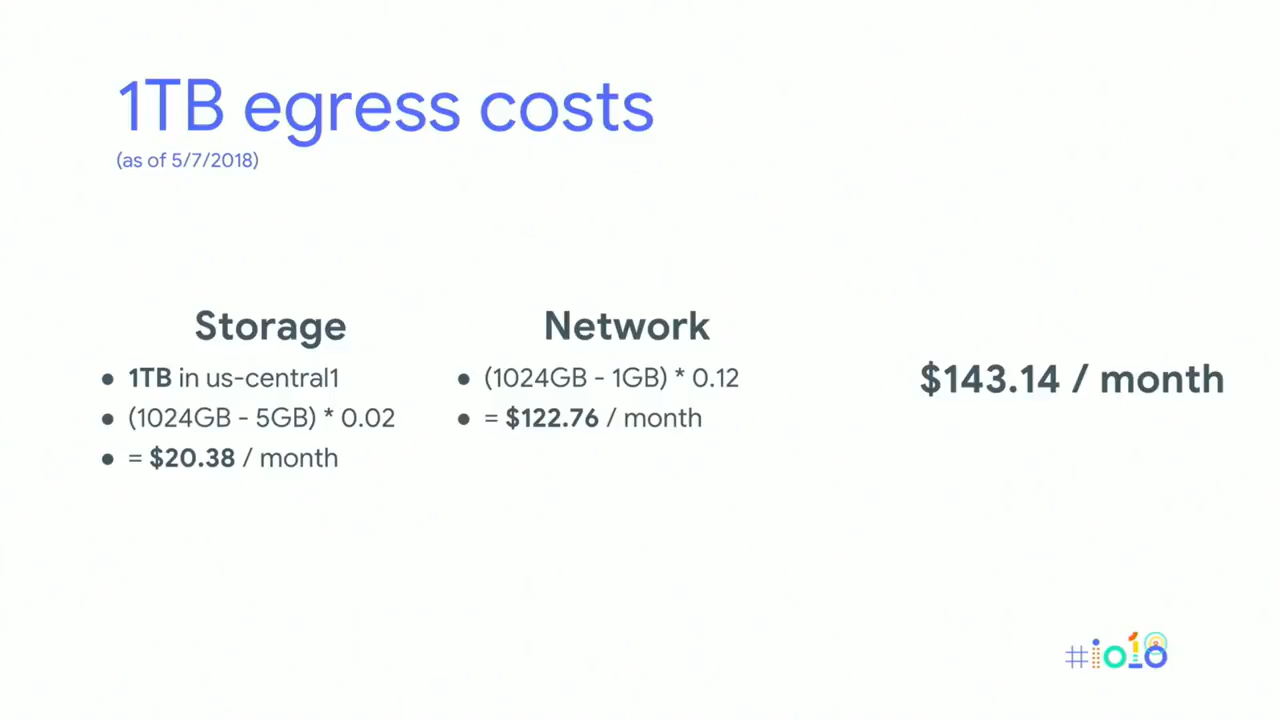 1TB egress costs
(as of 5/7/2018)
Storage
● 1TB in us-central1
● (1024GB - 5GB) * 0.02
● = $20.38 / month
Network
● (1024GB - 1GB) * 0.12
● = $122.76 / month
$143.14 / month
#io18